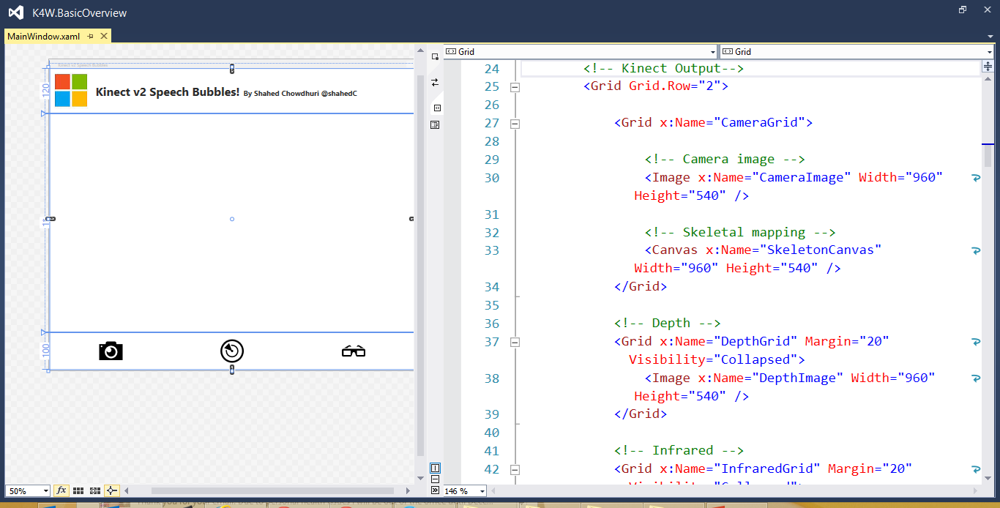 K4W.BasicOverview
MainWindow.xaml
Kinect v2 Speech Bubbles
120
Kinect v2 Speech Bubbles! By Shahed Chowdhuri @shahedC
100
50%
fx
Grid
Grid
24 <!-- Kinect Output-->
25 <Grid Grid.Row="2">
26
27 <Grid x:Name="CameraGrid">
28
29 <!-- Camera image -->
30 <Image x:Name="CameraImage" Width="960"
Height="540" />
31
32 <!-- Skeletal mapping -->
33 <Canvas x:Name="SkeletonCanvas"
Width="960" Height="540" />
34 </Grid>
35
36 <!-- Depth -->
37 <Grid x:Name="DepthGrid" Margin="20"
Visibility="Collapsed">
38 <Image x:Name="DepthImage" Width="960"
Height="540" />
39 </Grid>
40
41 <!-- Infrared -->
42 <Grid x:Name="InfraredGrid" Margin="20"
146 %